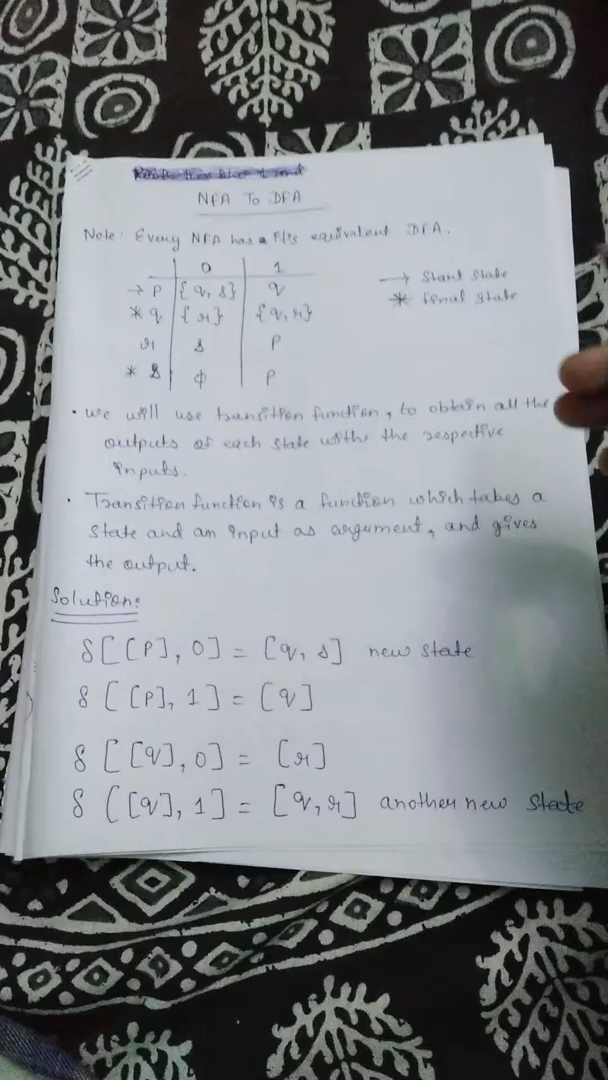 NFA TO DFA
Note: Every NFA has a it's equivalent DFA.
0 1
→ P {q, s} q
* q {r} {q, r}
r s P
* s ϕ P
→ Start state
* Final state
• we will use transition function, to obtain all the
outputs of each state withe the respective
inputs.
• Transition function is a function which takes a
state and an input as argument, and gives
the output.
Solution:
δ[[P], 0] = [q, s] new state
δ [[P], 1] = [q]
δ [[q], 0] = [r]
δ ([q], 1] = [q, r] another new state